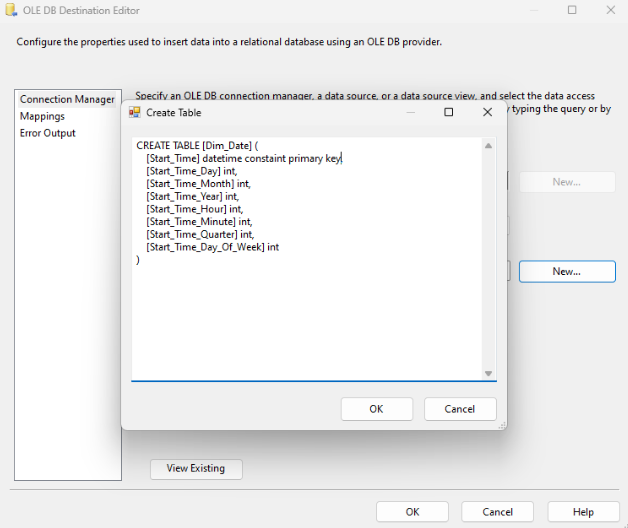 OLE DB Destination Editor
Configure the properties used to insert data into a relational database using an OLE DB provider.
Connection Manager
Mappings
Error Output
Specify an OLE DB connection manager, a data source, or a data source view, and select the data access
typing the query or by
Create Table
CREATE TABLE [Dim_Date] (
[Start_Time] datetime constaint primary key
[Start_Time_Day] int,
[Start_Time_Month] int,
[Start_Time_Year] int,
[Start_Time_Hour] int,
[Start_Time_Minute] int,
[Start_Time_Quarter] int,
[Start_Time_Day_Of_Week] int
)
OK
Cancel
New...
New...
View Existing
OK
Cancel
Help